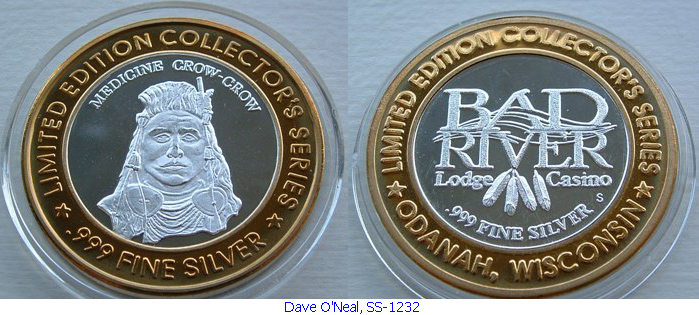 LIMITED EDITION COLLECTOR'S SERIES
MEDICINE CROW-CROW
.999 FINE SILVER
LIMITED EDITION COLLECTOR'S SERIES
BAD
RIVER
Lodge Casino
.999 FINE SILVER
S
ODANAH, WISCONSIN
Dave O'Neal, SS-1232